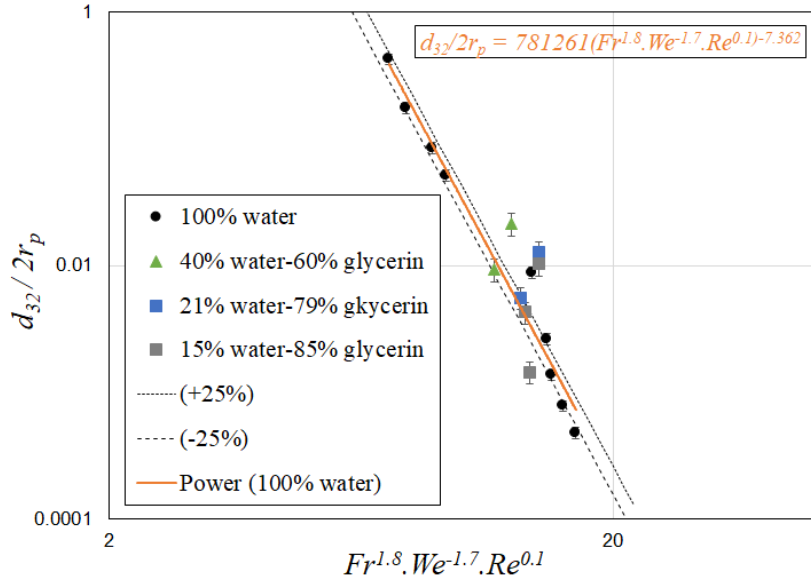 1
d₃₂/2rₚ = 781261(Fr¹·⁸.We⁻¹·⁷.Re⁰·¹)-⁷·³⁶²
100% water
40% water-60% glycerin
21% water-79% gkycerin
15% water-85% glycerin
(+25%)
(-25%)
Power (100% water)
d₃₂/ 2rₚ
0.01
0.0001
2
20
Fr¹·⁸.We⁻¹·⁷.Re⁰·¹